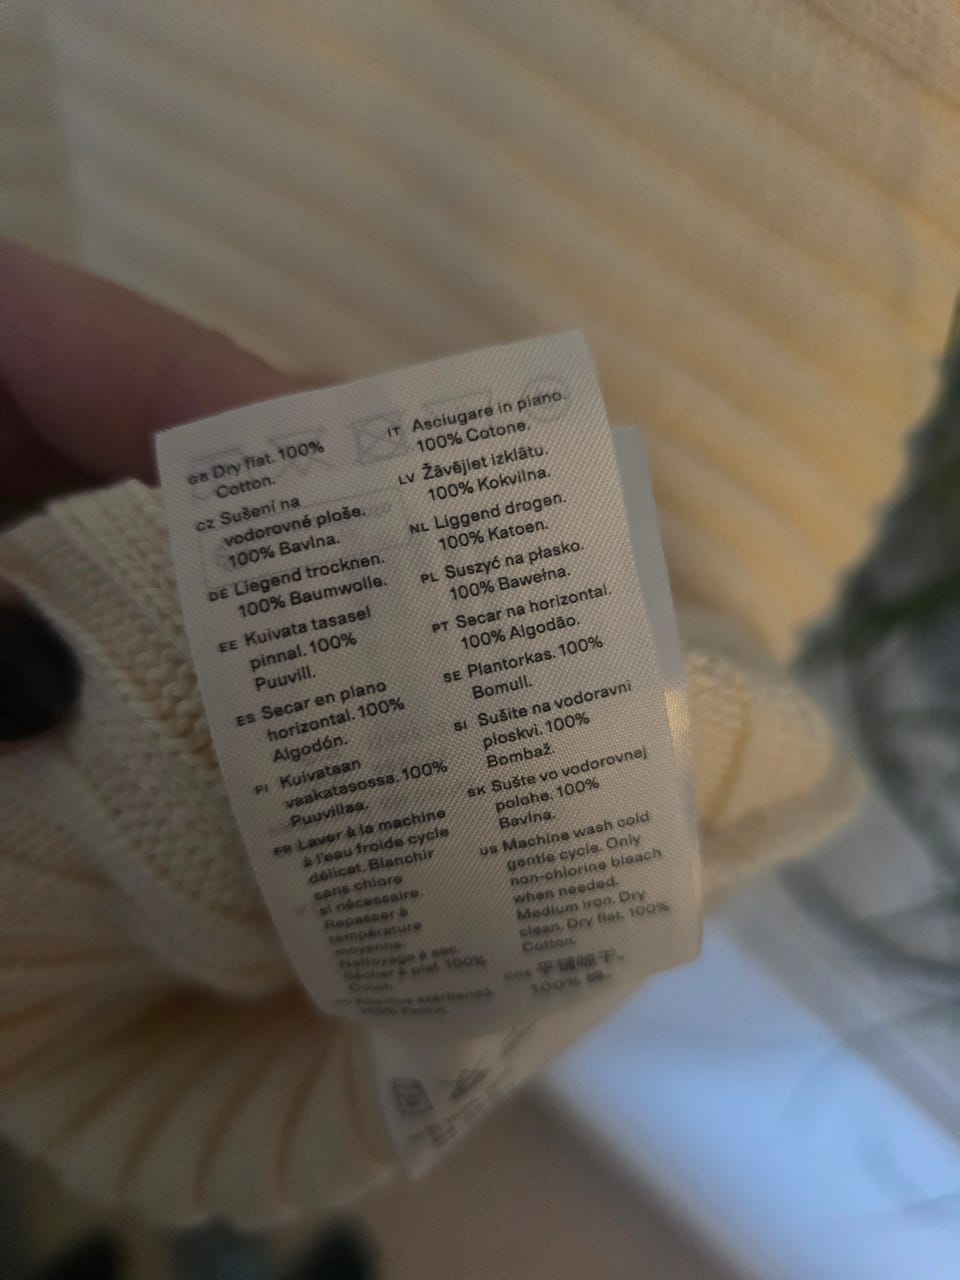 GB Dry flat. 100%
Cotton.
CZ Sušení na
vodorovné ploše.
100% Bavlna.
DE Liegend trocknen.
100% Baumwolle.
EE Kuivata tasasel
pinnal. 100%
Puuvill.
ES Secar en plano
horizontal. 100%
Algodón.
FI Kuivataan
vaakatasossa. 100%
Puuvillaa.
FR Laver à la machine
à l'eau froide cycle
délicat. Blanchir
sans chlore
si nécessaire.
Repasser à
température
moyenne.
Nettoyage à sec.
Sécher à plat. 100%
Coton.
100% Pamut.
IT Asciugare in piano.
100% Cotone.
LV Žāvējiet izklātu.
100% Kokvilna.
NL Liggend drogen.
100% Katoen.
PL Suszyć na płasko.
100% Bawełna.
PT Secar na horizontal.
100% Algodão.
SE Plantorkas. 100%
Bomull.
SI Sušite na vodoravni
ploskvi. 100%
Bombaž.
SK Sušte vo vodorovnej
polohe. 100%
Bavlna.
US Machine wash cold
gentle cycle. Only
non-chlorine bleach
when needed.
Medium iron. Dry
clean. Dry flat. 100%
Cotton.
平铺晾干。
100% 棉。